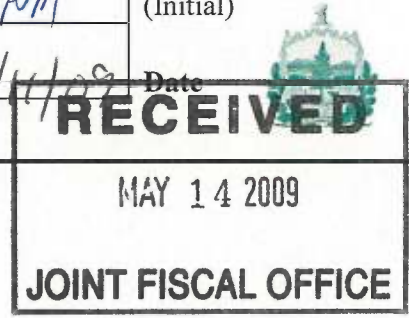 (Initial)
Date
RECEIVED
MAY 14 2009
JOINT FISCAL OFFICE